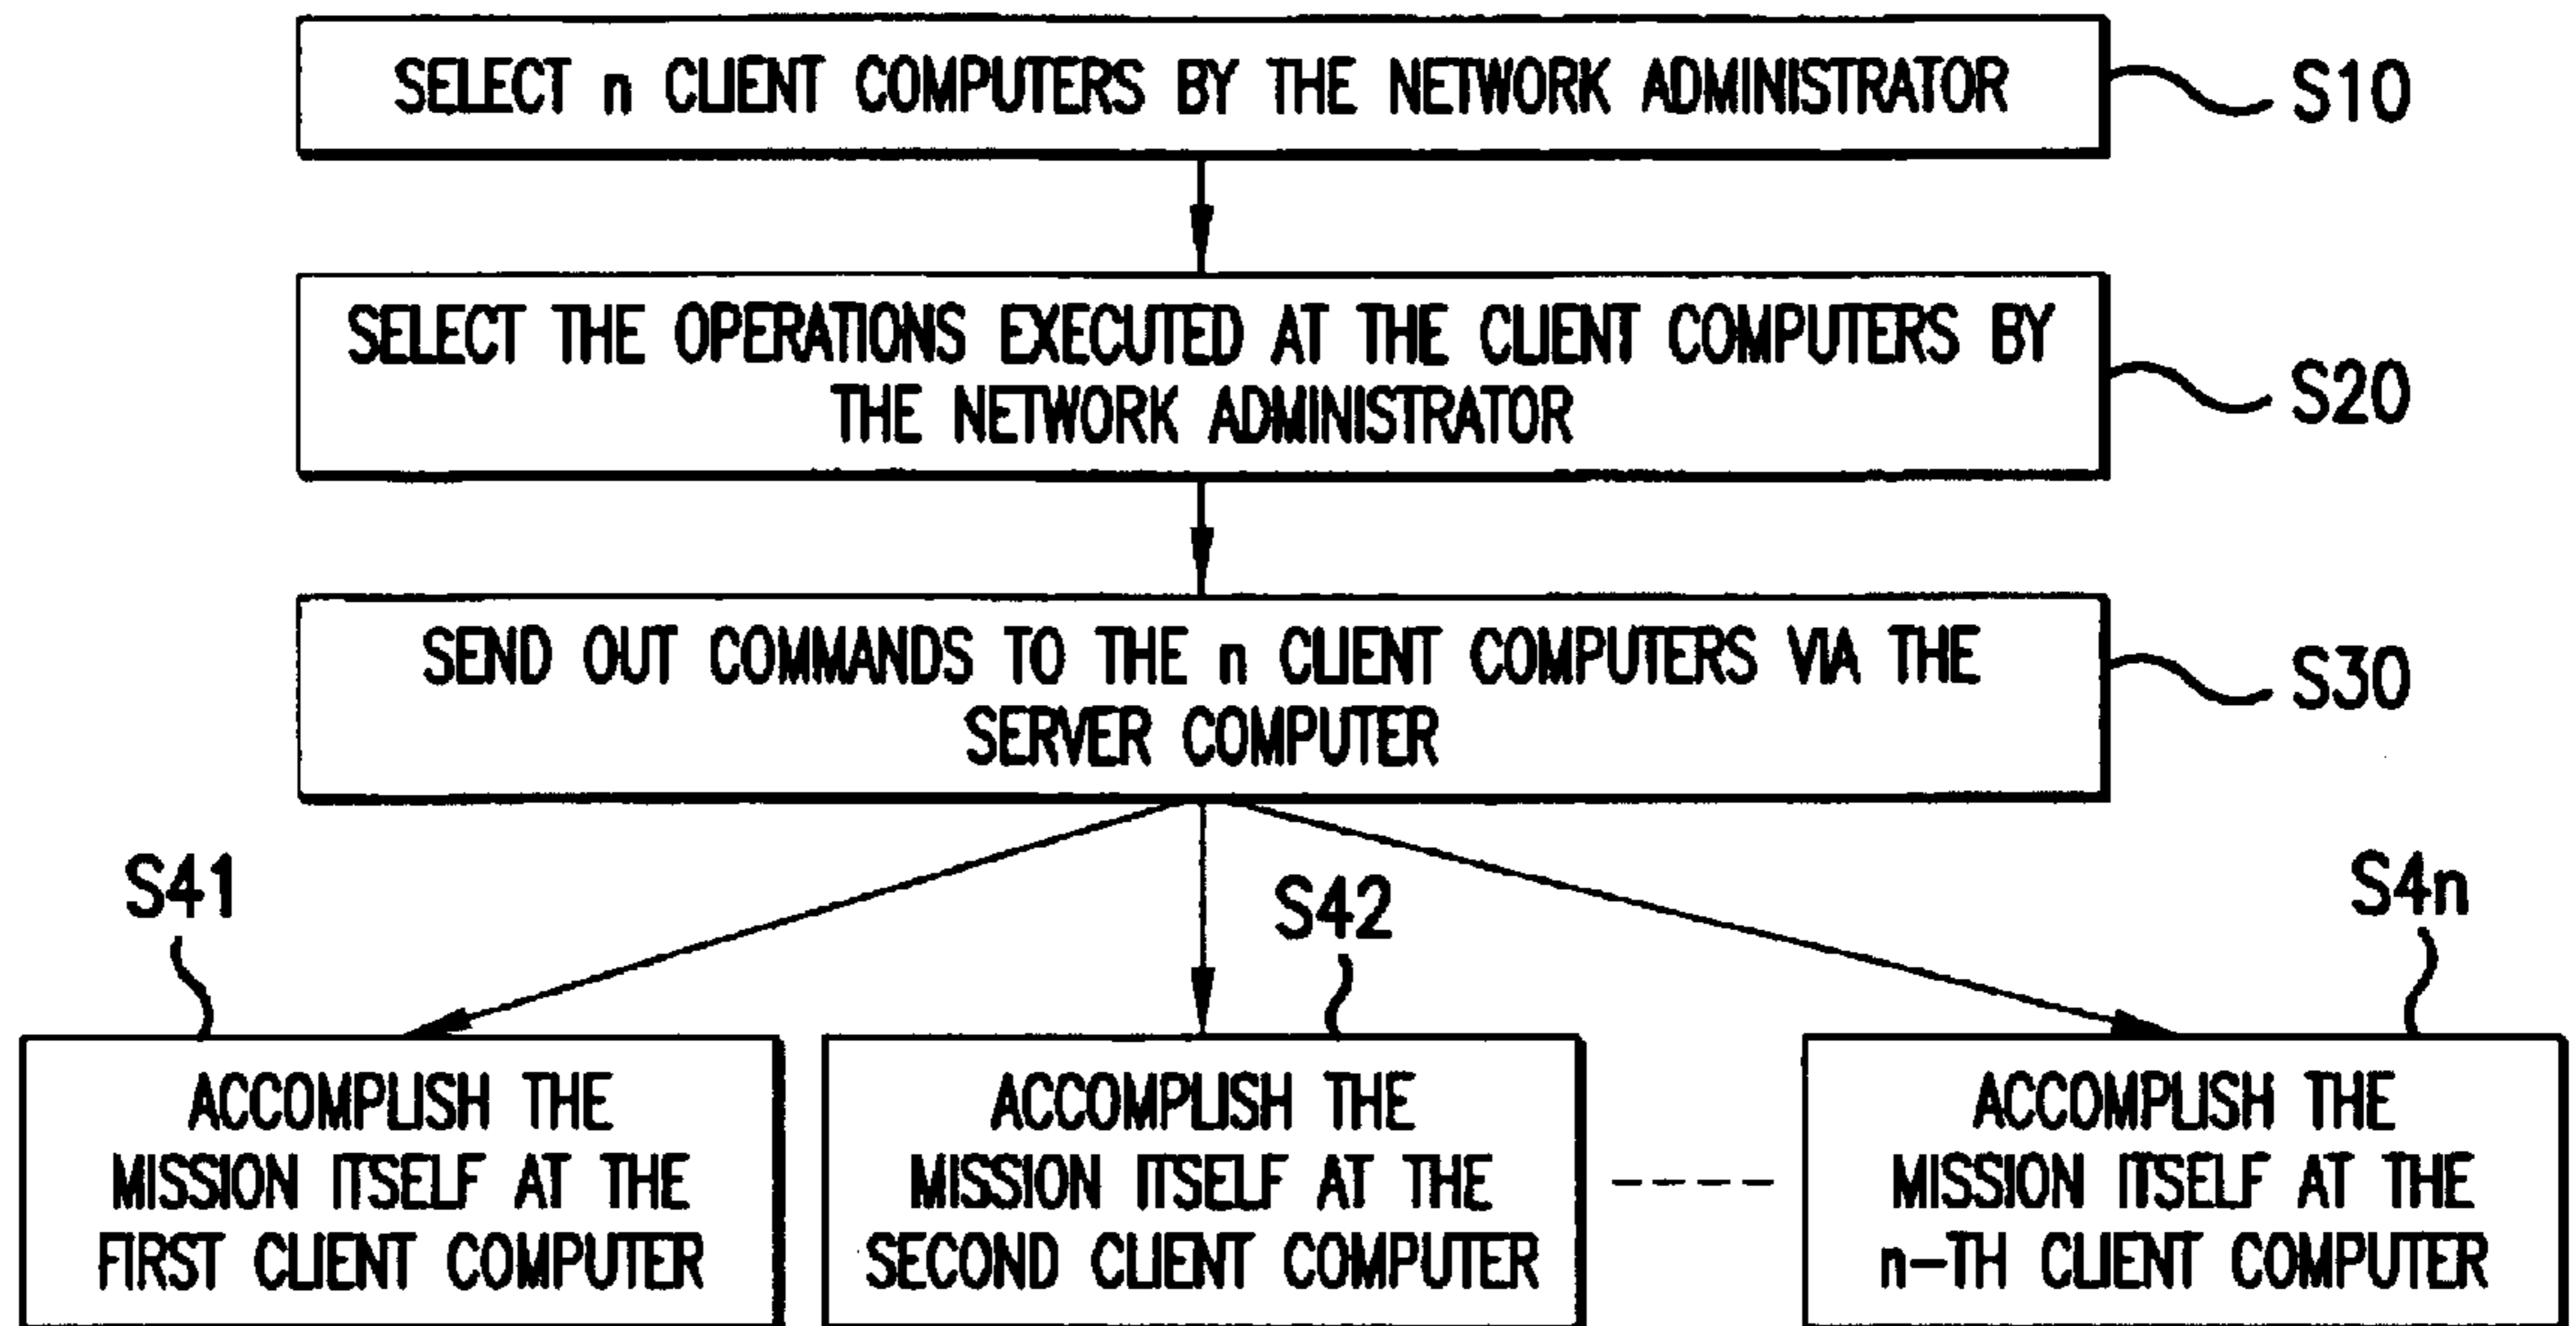 SELECT n CLIENT COMPUTERS BY THE NETWORK ADMINISTRATOR
S10
SELECT THE OPERATIONS EXECUTED AT THE CLIENT COMPUTERS BY
THE NETWORK ADMINISTRATOR
S20
SEND OUT COMMANDS TO THE n CLIENT COMPUTERS VIA THE
SERVER COMPUTER
S30
S41
S42
S4n
ACCOMPLISH THE
MISSION ITSELF AT THE
FIRST CLIENT COMPUTER
ACCOMPLISH THE
MISSION ITSELF AT THE
SECOND CLIENT COMPUTER
ACCOMPLISH THE
MISSION ITSELF AT THE
n-TH CLIENT COMPUTER